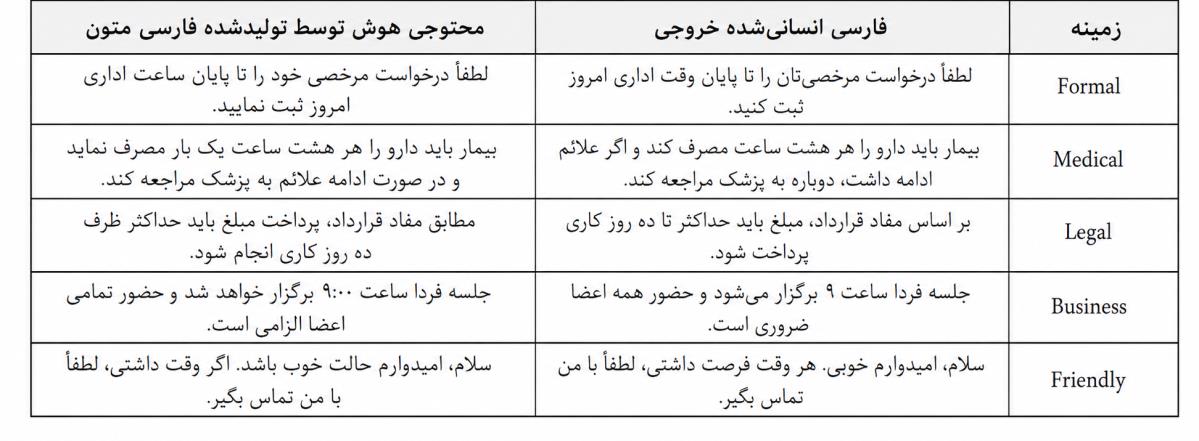 زمینه
فارسی انسانی‌شده خروجی
محتوجی هوش توسط تولیدشده فارسی متون
Formal
لطفاً درخواست مرخصی‌تان را تا پایان وقت اداری امروز
ثبت کنید.
لطفاً درخواست مرخصی خود را تا پایان ساعت اداری
امروز ثبت نمایید.
Medical
بیمار باید دارو را هر هشت ساعت مصرف کند و اگر علائم
ادامه داشت، دوباره به پزشک مراجعه کند.
بیمار باید دارو را هر هشت ساعت یک بار مصرف نماید
و در صورت ادامه علائم به پزشک مراجعه کند.
Legal
بر اساس مفاد قرارداد، مبلغ باید حداکثر تا ده روز کاری
پرداخت شود.
مطابق مفاد قرارداد، پرداخت مبلغ باید حداکثر ظرف
ده روز کاری انجام شود.
Business
جلسه فردا ساعت ۹ برگزار می‌شود و حضور همه اعضا
ضروری است.
جلسه فردا ساعت ۹:۰۰ برگزار خواهد شد و حضور تمامی
اعضا الزامی است.
Friendly
سلام، امیدوارم خوبی. هر وقت فرصت داشتی، لطفاً با من
تماس بگیر.
سلام، امیدوارم حالت خوب باشد. اگر وقت داشتی، لطفاً
با من تماس بگیر.